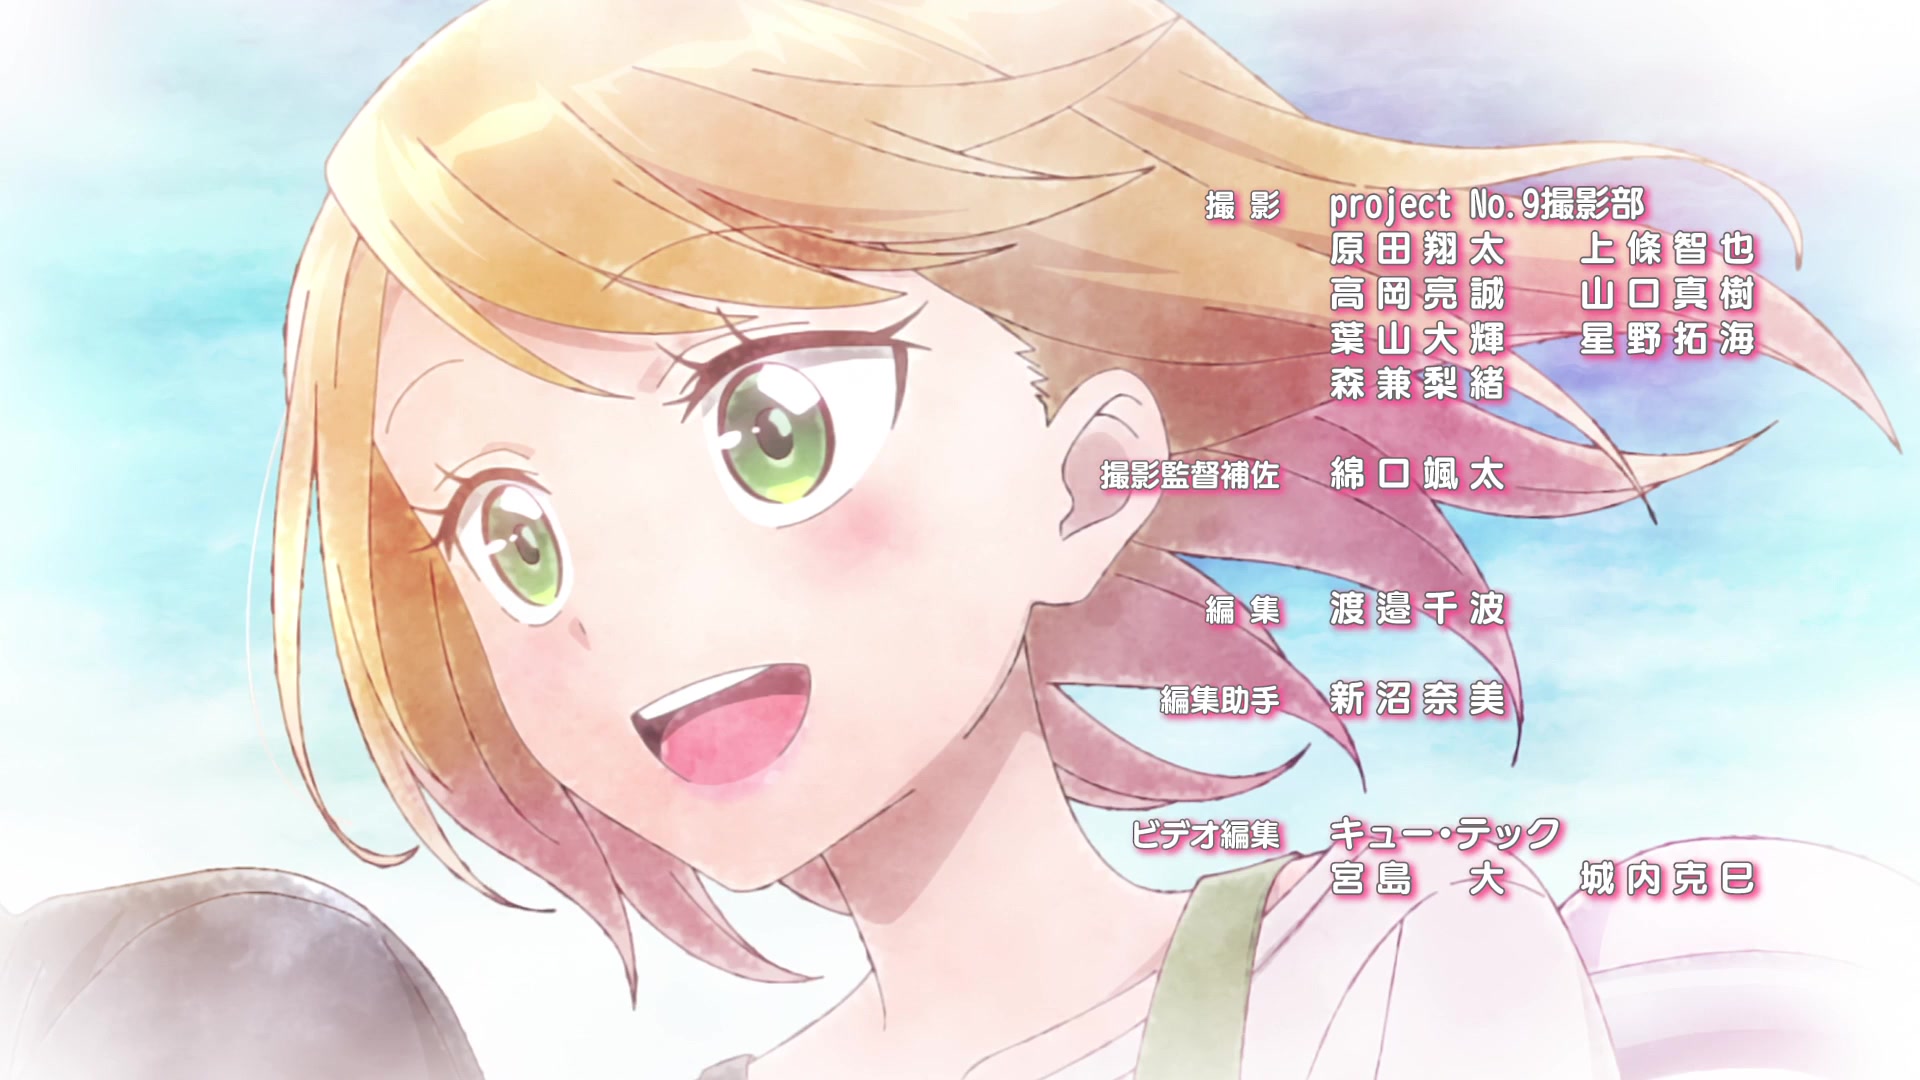 撮影 project No.9撮影部
原田翔太 上條智也
高岡亮誠 山口真樹
葉山大輝 星野拓海
森兼梨緒
撮影監督補佐 綿口颯太
編集 渡邉千波
編集助手 新沼奈美
ビデオ編集 キュー・テック
宮島大 城内克巳